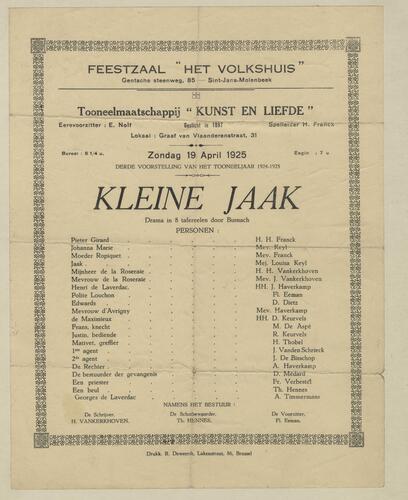 FEESTZAAL "HET VOLKSHUIS"
Gentsche steenweg, 85 — Sint-Jans-Molenbeek
Tooneelmaatschappij "KUNST EN LIEFDE"
Eerevoorzitter : E. Nolf Gesticht in 1897 Spelleider H. Franck
Lokaal : Graaf van Vlaanderenstraat, 31
Bureel : 6 1/4 u. Zondag 19 April 1925 Begin : 7 u.
DERDE VOORSTELLING VAN HET TOONEELJAAR 1924-1925
KLEINE JAAK
Drama in 8 tafereelen door Busnach
PERSONEN :
Pieter Girard H. H. Franck
Johanna Marie Mev. Keyl
Moeder Ropiquet Mev. Franck
Jaak Mej. Louisa Keyl
Mijnheer de la Roseraie H. H. Vankerkhoven
Mevrouw de la Roseraie Mev. J. Vankerkhoven
Henri de Laverdac HH. J. Haverkamp
Polite Louchon Fl. Eeman
Edwards D. Dietz
Mevrouw d'Avrigny Mev. Haverkamp
de Maximieux HH. D. Keurvels
Frans, knecht M. De Aspé
Justin, bediende R. Keurvels
Mativet, greffier H. Thobel
1ste agent J. Vanden Schrieck
2de agent J. De Bisschop
De Rechter A. Haverkamp
De bestuurder der gevangenis D. Médard
Een priester Fr. Verbestel
Een beul Th. Hennes
Georges de Laverdac A. Timmermans
NAMENS HET BESTUUR :
De Schrijver, De Schatbewaarder, De Voorzitter,
H. VANKERKHOVEN. Th. HENNES. Fl. Eeman.
Drukk. R. Deweerdt, Lakenstraat, 86, Brussel